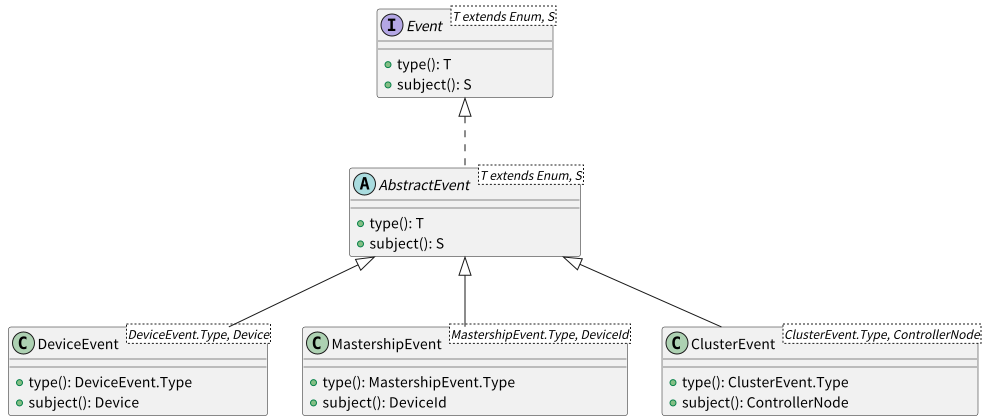 I Event
T extends Enum, S
type(): T
subject(): S
A AbstractEvent
T extends Enum, S
type(): T
subject(): S
C DeviceEvent
DeviceEvent.Type, Device
type(): DeviceEvent.Type
subject(): Device
C MastershipEvent
MastershipEvent.Type, DeviceId
type(): MastershipEvent.Type
subject(): DeviceId
C ClusterEvent
ClusterEvent.Type, ControllerNode
type(): ClusterEvent.Type
subject(): ControllerNode